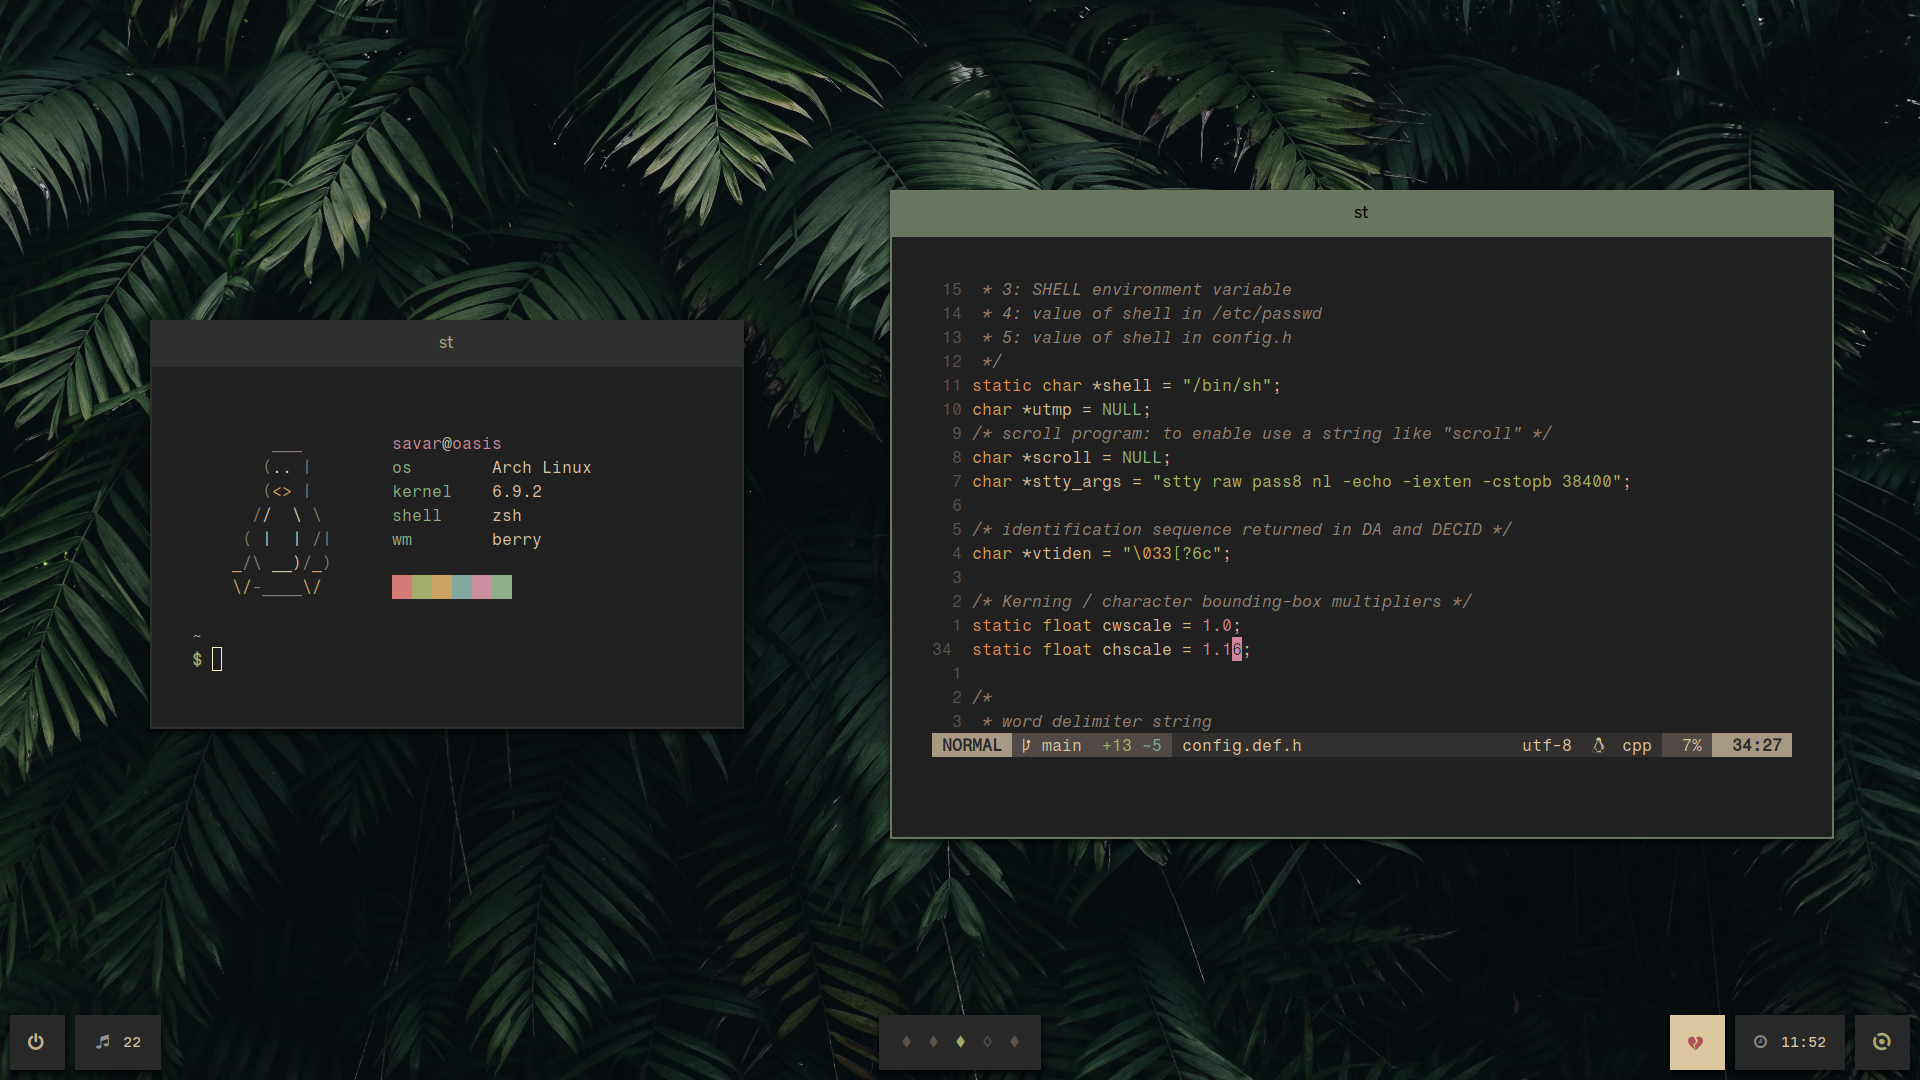 st
___
(.. |
(<> |
// \ \
( | | /|
_/\ __)/_)
\/-____\/
savar@oasis
os Arch Linux
kernel 6.9.2
shell zsh
wm berry
~
$
st
15 * 3: SHELL environment variable
14 * 4: value of shell in /etc/passwd
13 * 5: value of shell in config.h
12 */
11 static char *shell = "/bin/sh";
10 char *utmp = NULL;
9 /* scroll program: to enable use a string like "scroll" */
8 char *scroll = NULL;
7 char *stty_args = "stty raw pass8 nl -echo -iexten -cstopb 38400";
6
5 /* identification sequence returned in DA and DECID */
4 char *vtiden = "\033[?6c";
3
2 /* Kerning / character bounding-box multipliers */
1 static float cwscale = 1.0;
34 static float chscale = 1.16;
1
2 /*
3 * word delimiter string
NORMAL main +13 ~5 config.def.h utf-8 cpp 7% 34:27
22
11:52